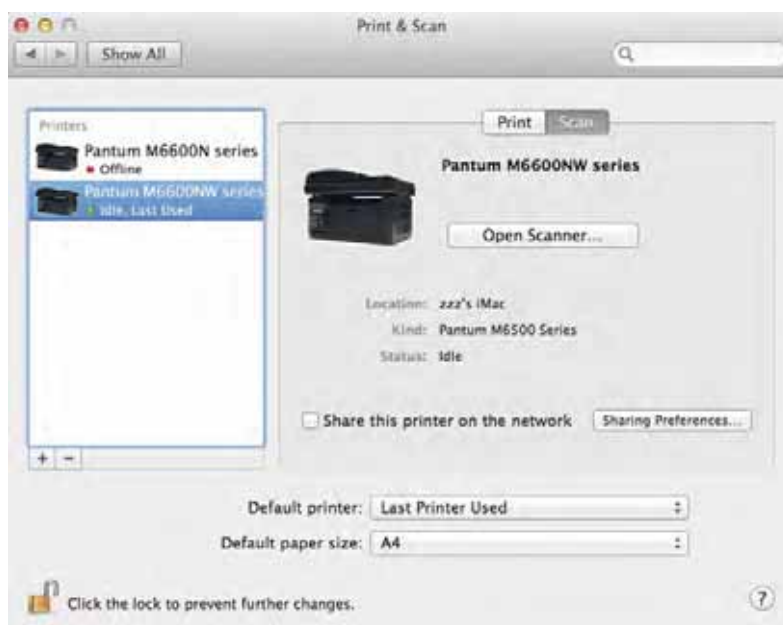 Print & Scan
Show All
Printers
Pantum M6600N series
Offline
Pantum M6600NW series
Idle, Last Used
Print Scan
Pantum M6600NW series
Open Scanner...
Location: zzz's iMac
Kind: Pantum M6500 Series
Status: Idle
Share this printer on the network Sharing Preferences...
+ -
Default printer: Last Printer Used
Default paper size: A4
Click the lock to prevent further changes.
?